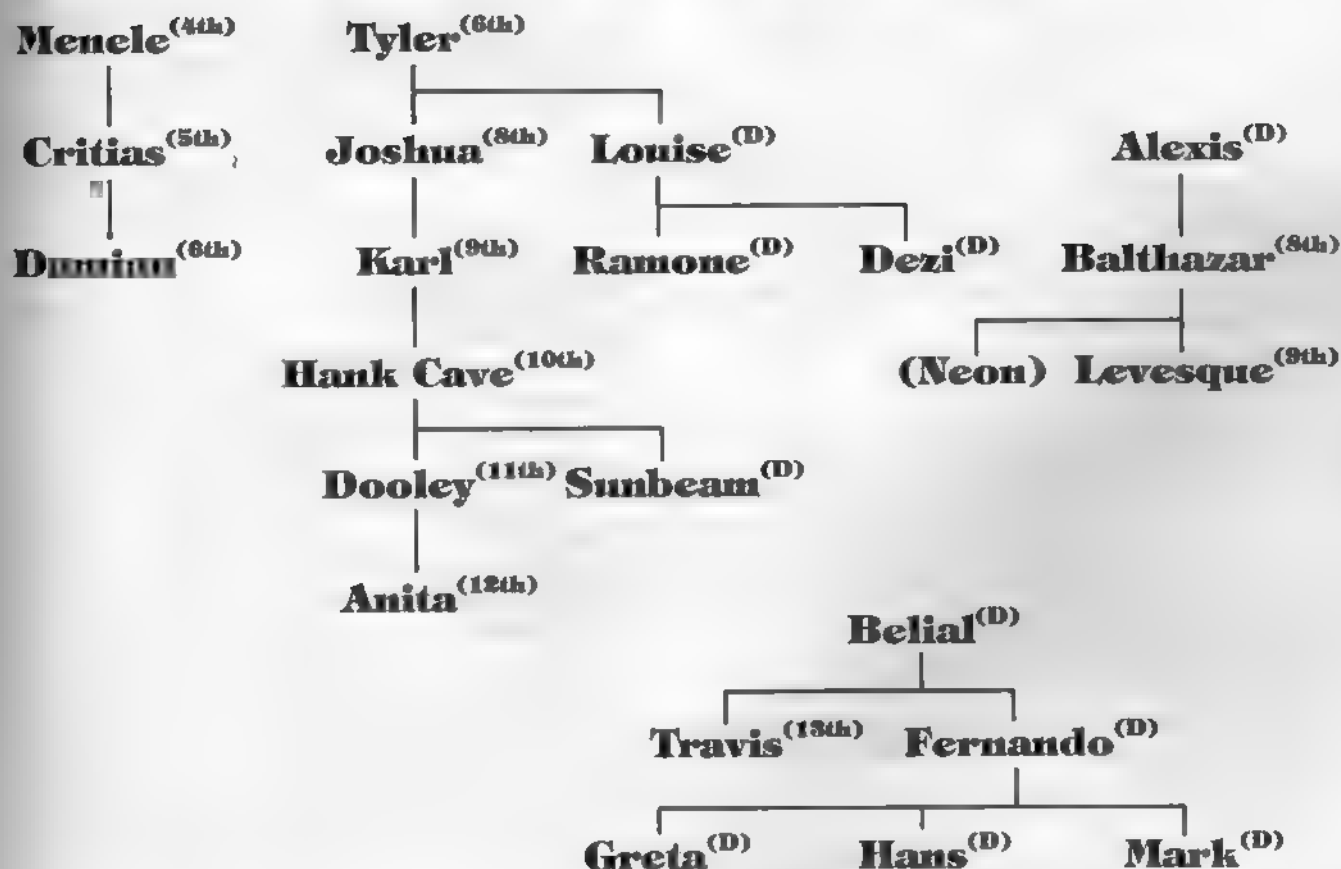 Menele(4th) Tyler(6th)
Critias(5th) Joshua(8th) Louise(D) Alexis(D)
(6th) Karl(9th) Ramone(D) Dezi(D) Balthazar(8th)
Hank Cave(10th) (Neon) Levesque(9th)
Dooley(11th) Sunbeam(D)
Anita(12th)
Belial(D)
Travis(13th) Fernando(D)
Greta(D) Hans(D) Mark(D)